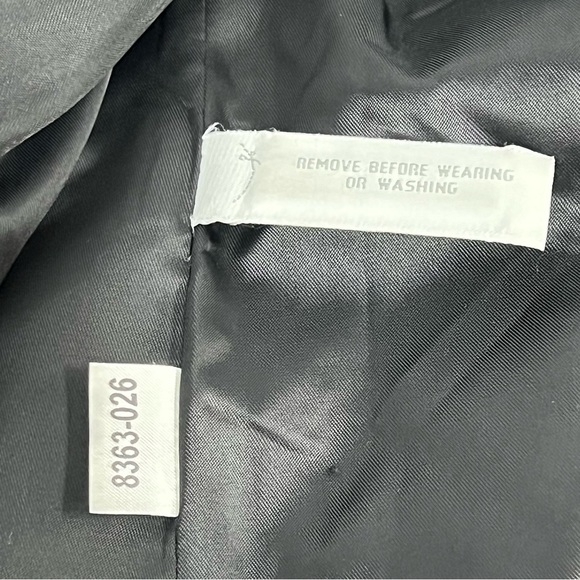 REMOVE BEFORE WEARING
OR WASHING
8363-026